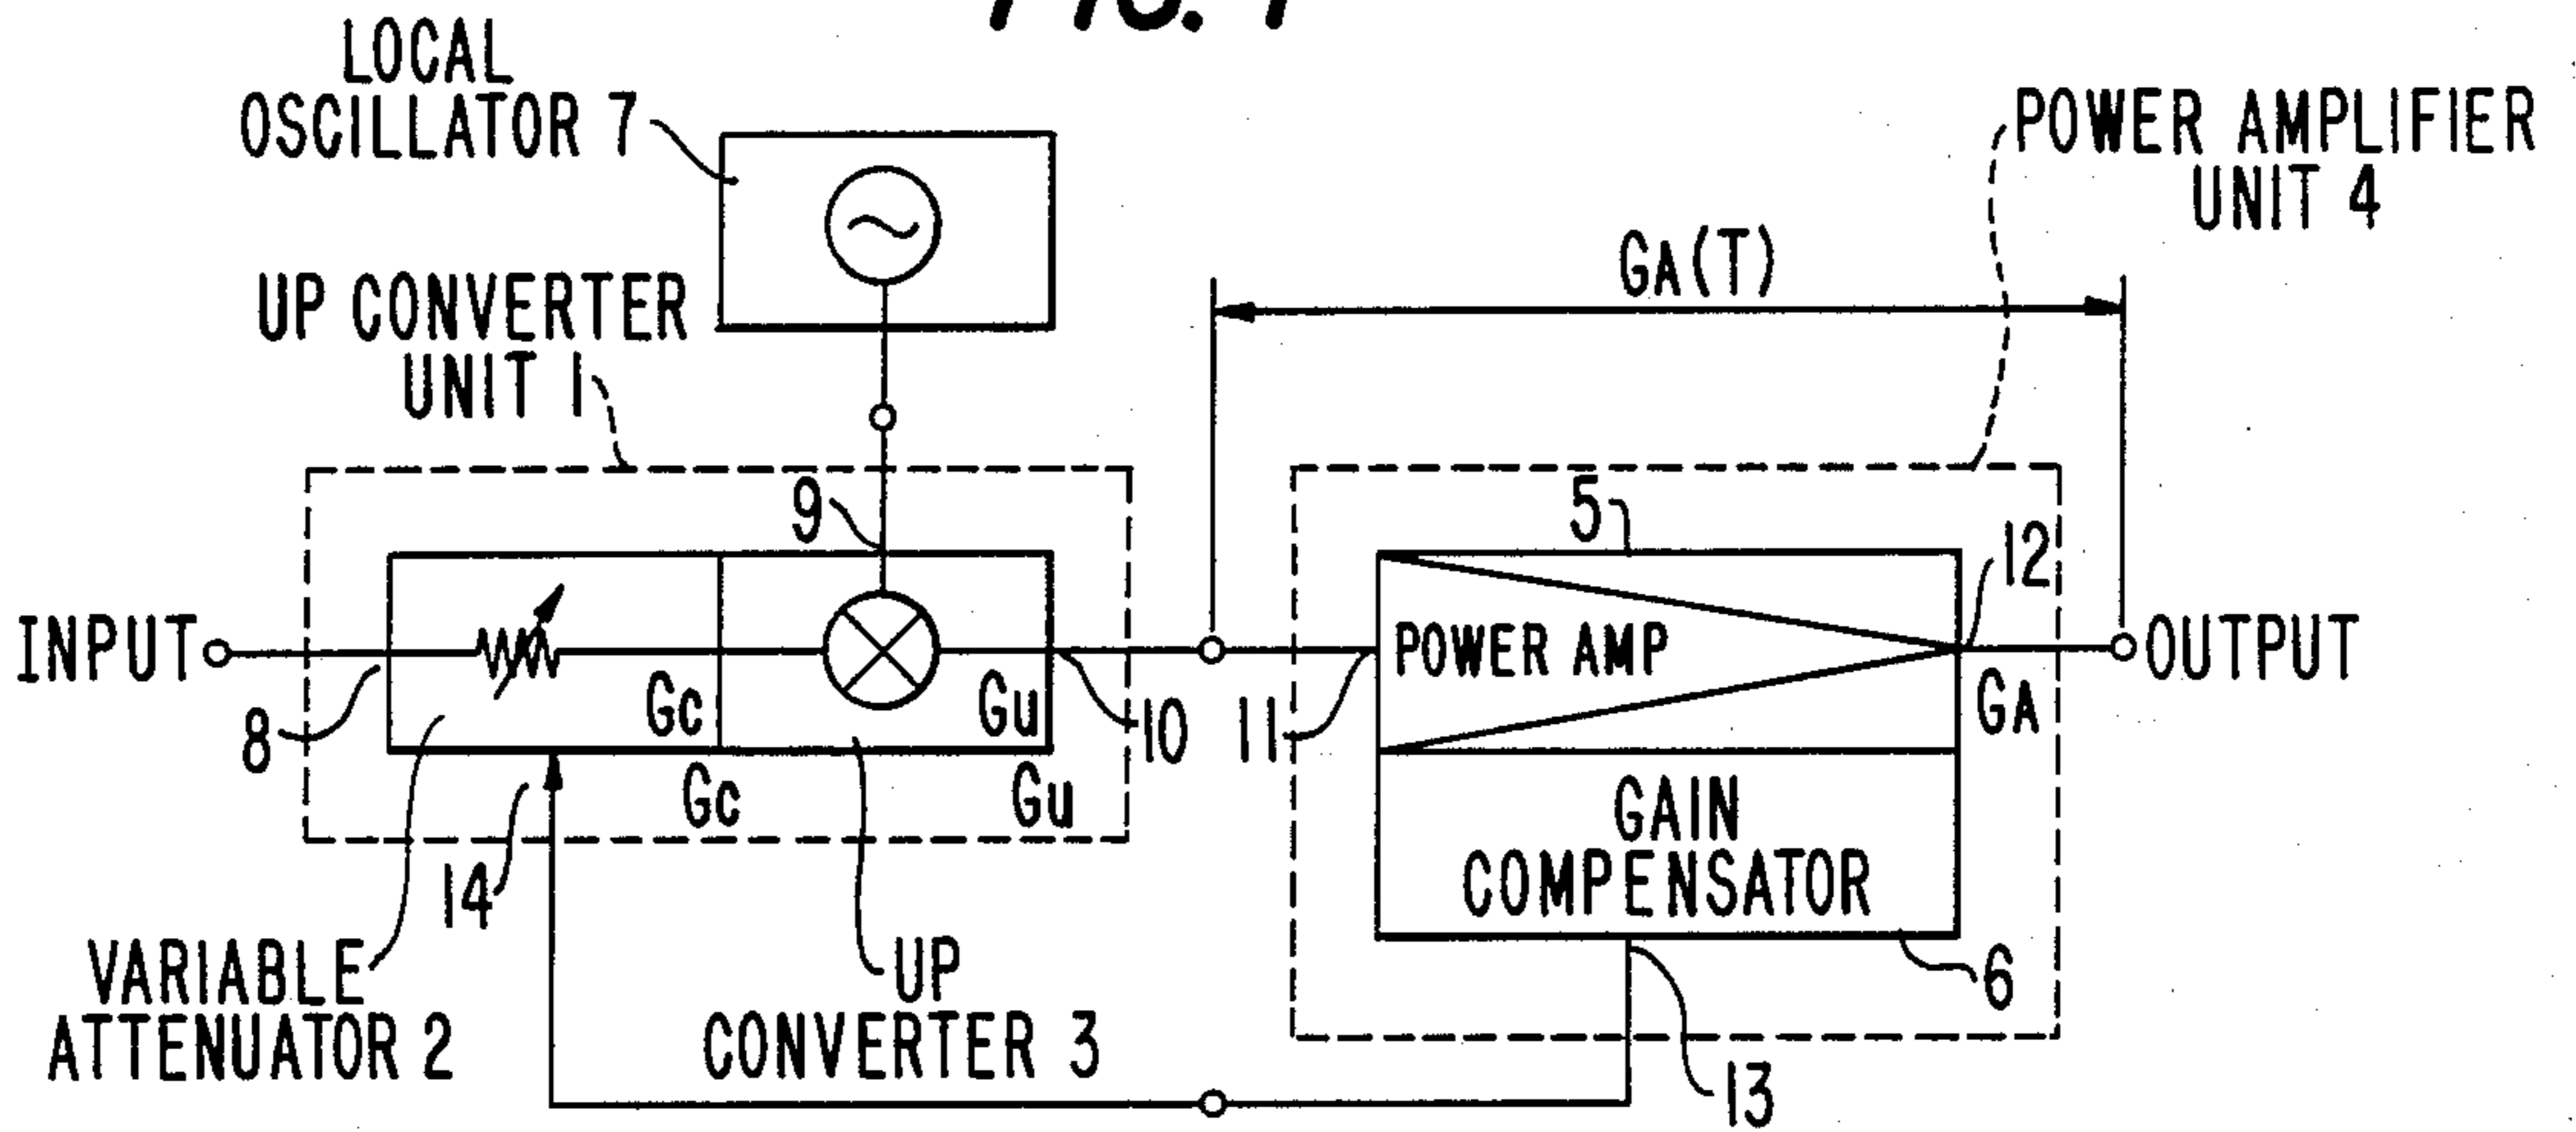 FIG. 1
LOCAL
OSCILLATOR 7
POWER AMPLIFIER
UNIT 4
GA(T)
UP CONVERTER
UNIT 1
9
5
12
INPUT
POWER AMP
OUTPUT
Gc
Gu
GA
8
10
11
Gc
Gu
GAIN
COMPENSATOR
14
VARIABLE
ATTENUATOR 2
UP
CONVERTER 3
6
13